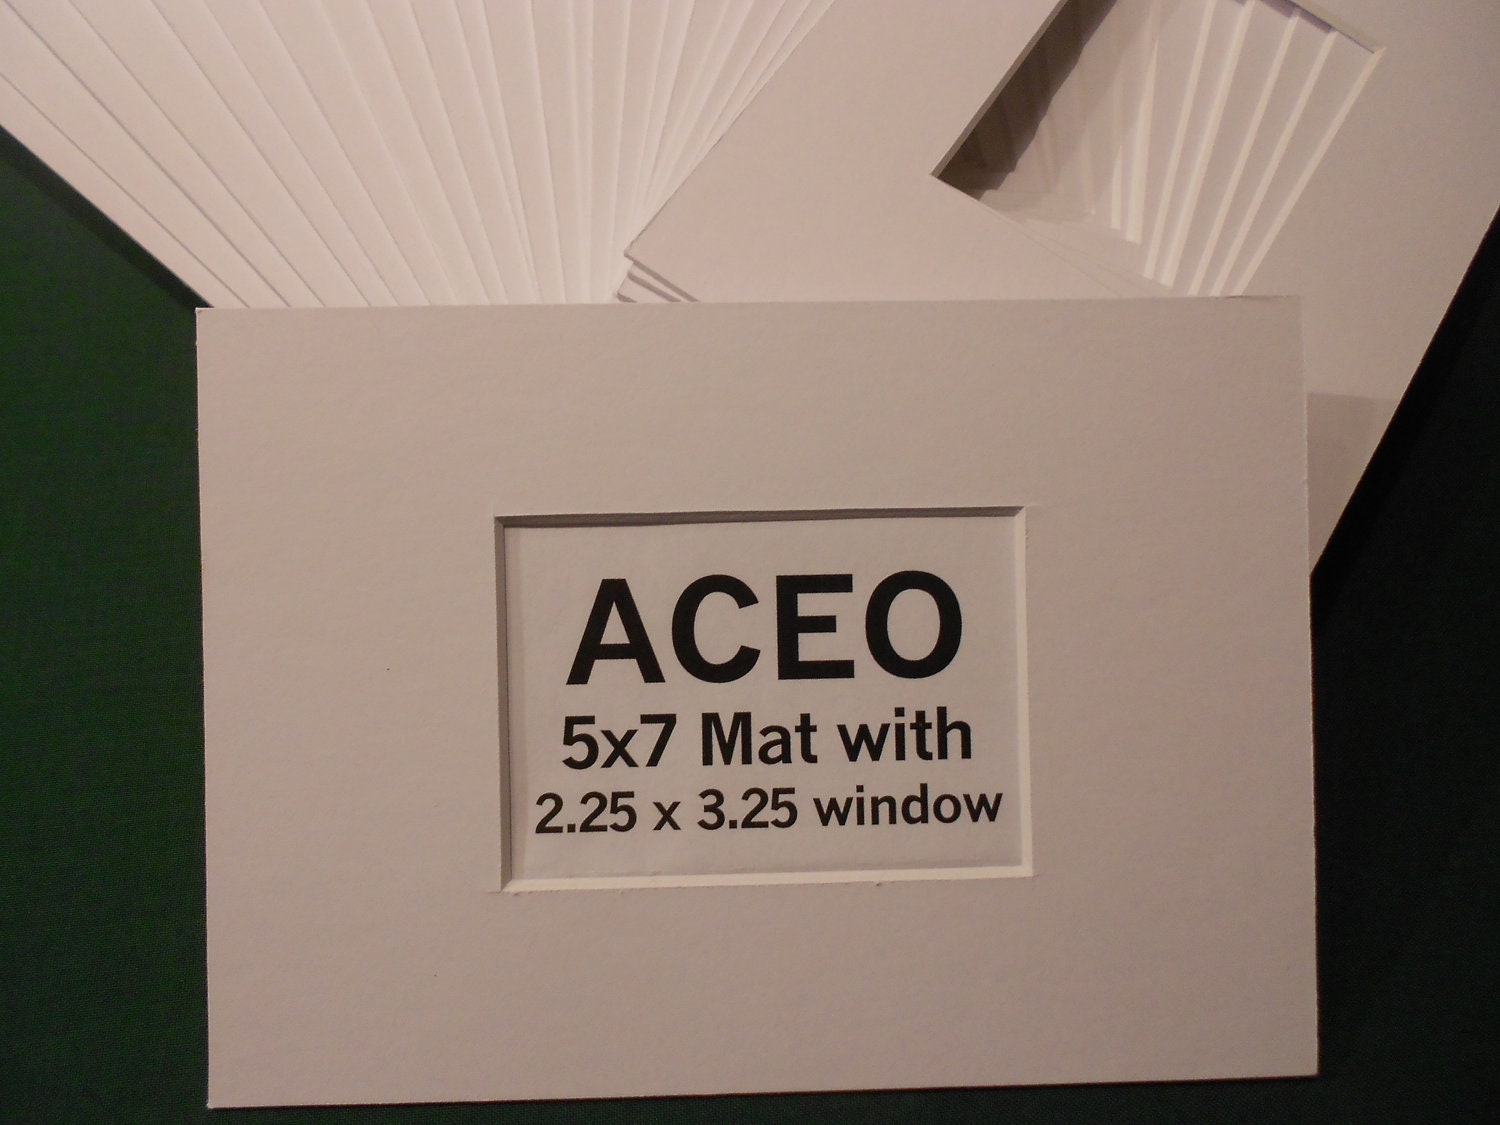 ACEO
5x7 Mat with
2.25 x 3.25 window